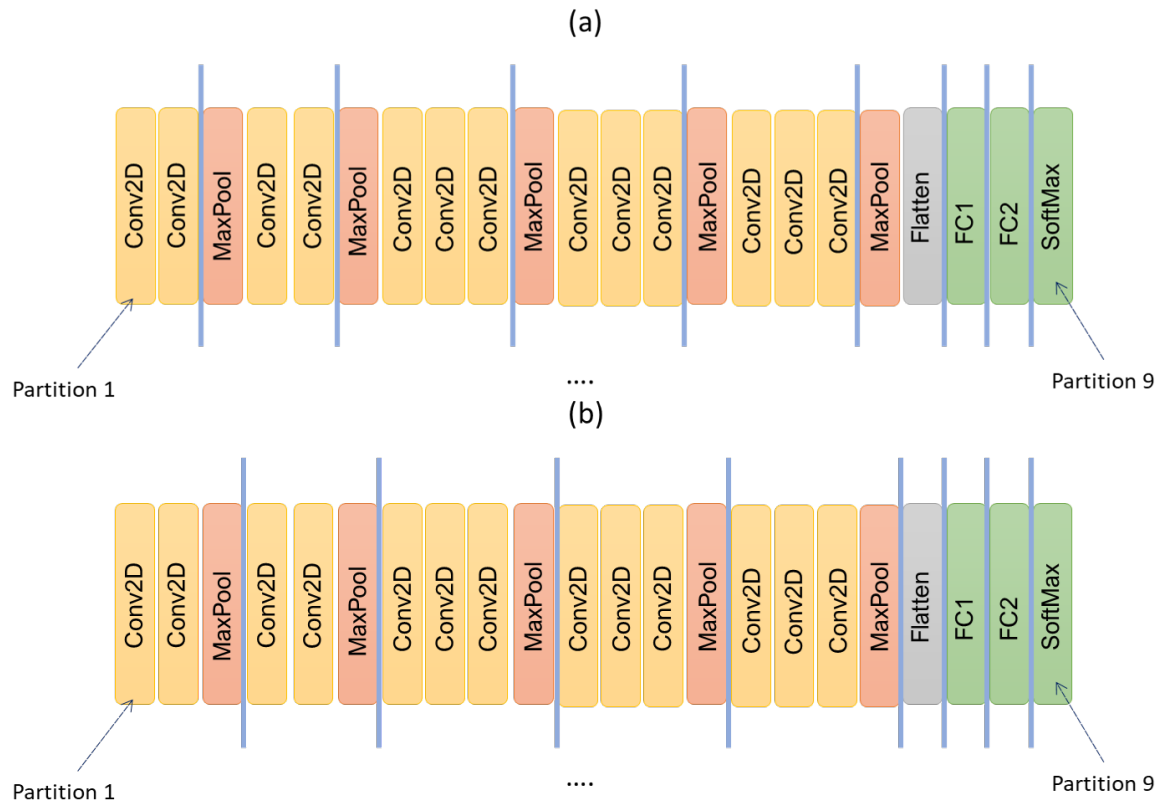 (a)
Conv2D
Conv2D
MaxPool
Conv2D
Conv2D
MaxPool
Conv2D
Conv2D
Conv2D
MaxPool
Conv2D
Conv2D
Conv2D
MaxPool
Conv2D
Conv2D
Conv2D
MaxPool
Flatten
FC1
FC2
SoftMax
Partition 1
....
Partition 9
(b)
Conv2D
Conv2D
MaxPool
Conv2D
Conv2D
MaxPool
Conv2D
Conv2D
Conv2D
MaxPool
Conv2D
Conv2D
Conv2D
MaxPool
Conv2D
Conv2D
Conv2D
MaxPool
Flatten
FC1
FC2
SoftMax
Partition 1
....
Partition 9